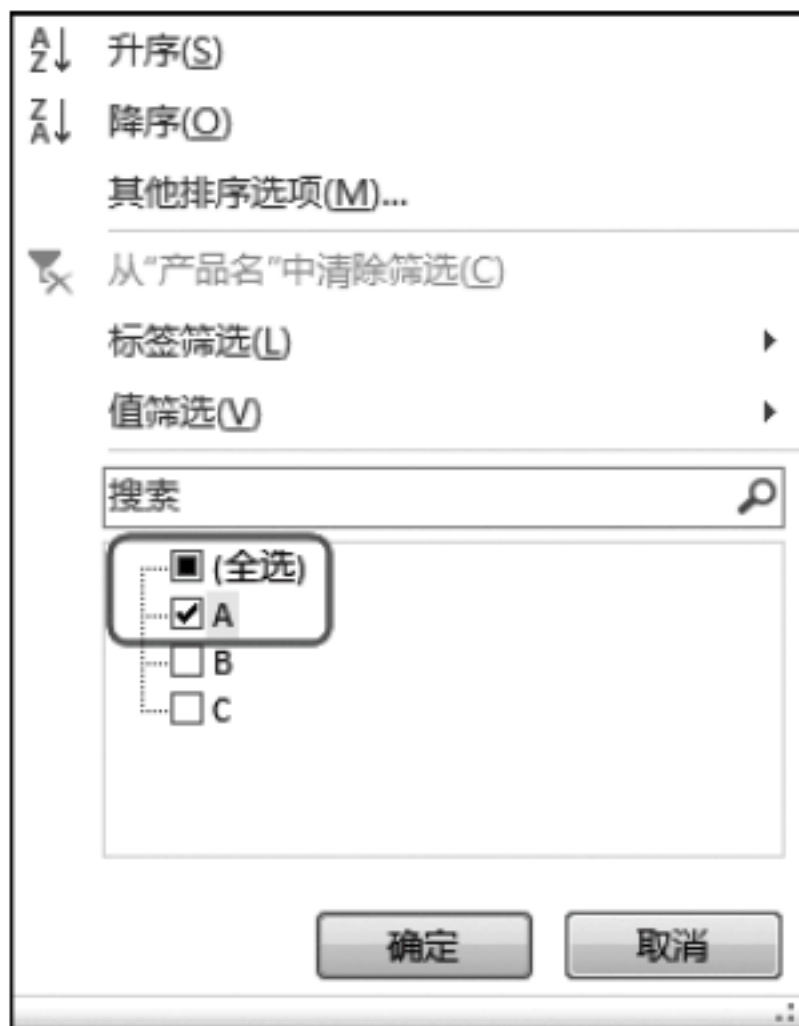 升序(S)
降序(O)
其他排序选项(M)...
从“产品名”中清除筛选(C)
标签筛选(L)
值筛选(V)
搜索
(全选)
A
B
C
确定
取消